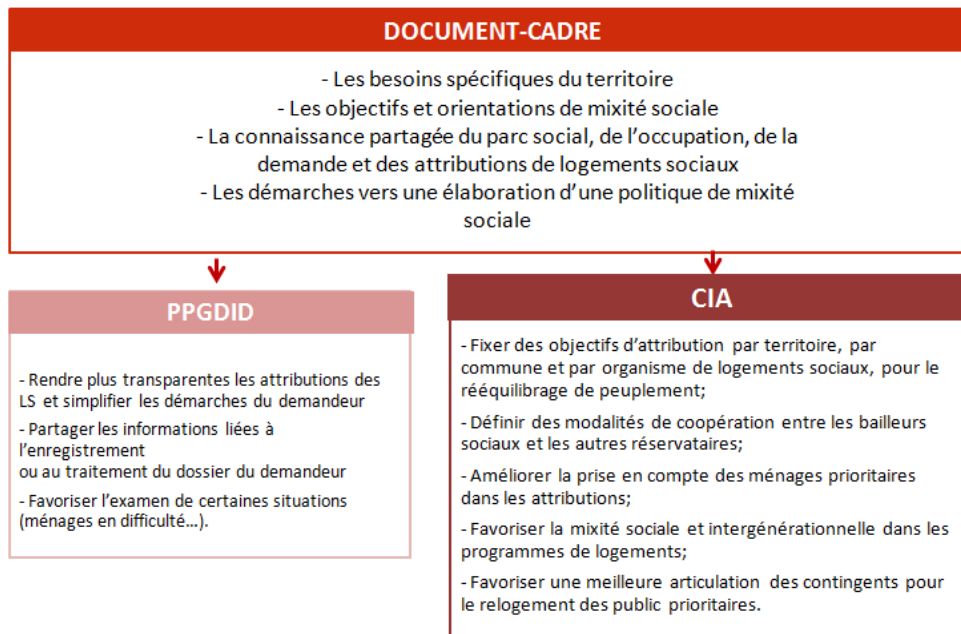 DOCUMENT-CADRE
- Les besoins spécifiques du territoire
- Les objectifs et orientations de mixité sociale
- La connaissance partagée du parc social, de l’occupation, de la
demande et des attributions de logements sociaux
- Les démarches vers une élaboration d’une politique de mixité
sociale
PPGDID
- Rendre plus transparentes les attributions des
LS et simplifier les démarches du demandeur
- Partager les informations liées à
l’enregistrement
ou au traitement du dossier du demandeur
- Favoriser l’examen de certaines situations
(ménages en difficulté…).
CIA
- Fixer des objectifs d’attribution par territoire, par
commune et par organisme de logements sociaux, pour le
rééquilibrage de peuplement;
- Définir des modalités de coopération entre les bailleurs
sociaux et les autres réservataires;
- Améliorer la prise en compte des ménages prioritaires
dans les attributions;
- Favoriser la mixité sociale et intergénérationnelle dans les
programmes de logements;
- Favoriser une meilleure articulation des contingents pour
le relogement des public prioritaires.